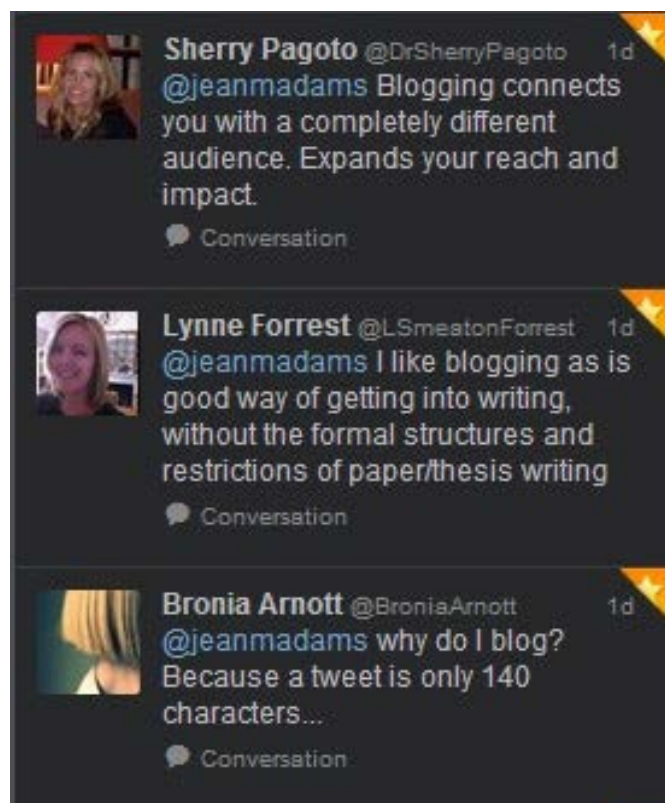 Sherry Pagoto @DrSherryPagoto 1d
@jeanmadams Blogging connects
you with a completely different
audience. Expands your reach and
impact.
Conversation
Lynne Forrest @LSmeatonForrest 1d
@jeanmadams I like blogging as is
good way of getting into writing,
without the formal structures and
restrictions of paper/thesis writing
Conversation
Bronia Arnott @BroniaArnott 1d
@jeanmadams why do I blog?
Because a tweet is only 140
characters...
Conversation